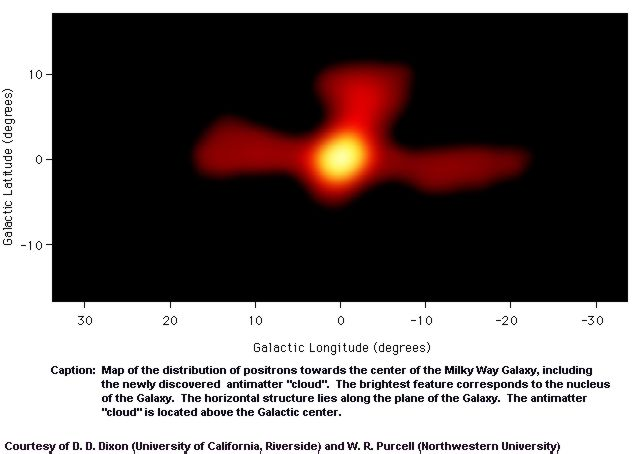 10
0
-10
Galactic Latitude (degrees)
30 20 10 0 -10 -20 -30
Galactic Longitude (degrees)
Caption: Map of the distribution of positrons towards the center of the Milky Way Galaxy, including
the newly discovered antimatter "cloud". The brightest feature corresponds to the nucleus
of the Galaxy. The horizontal structure lies along the plane of the Galaxy. The antimatter
"cloud" is located above the Galactic center.
Courtesy of D. D. Dixon (University of California, Riverside) and W. R. Purcell (Northwestern University)